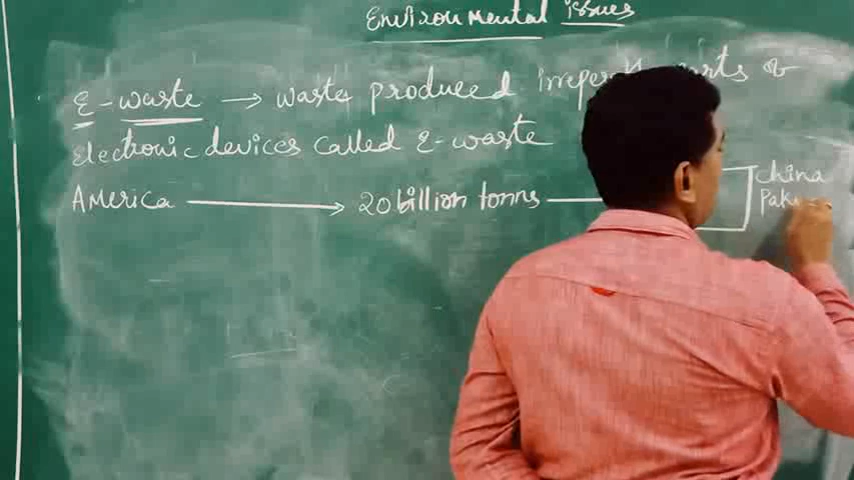 Environmental issues
E-waste → waste produced
Electronic devices called E-waste
America → 20 billion tonns
China